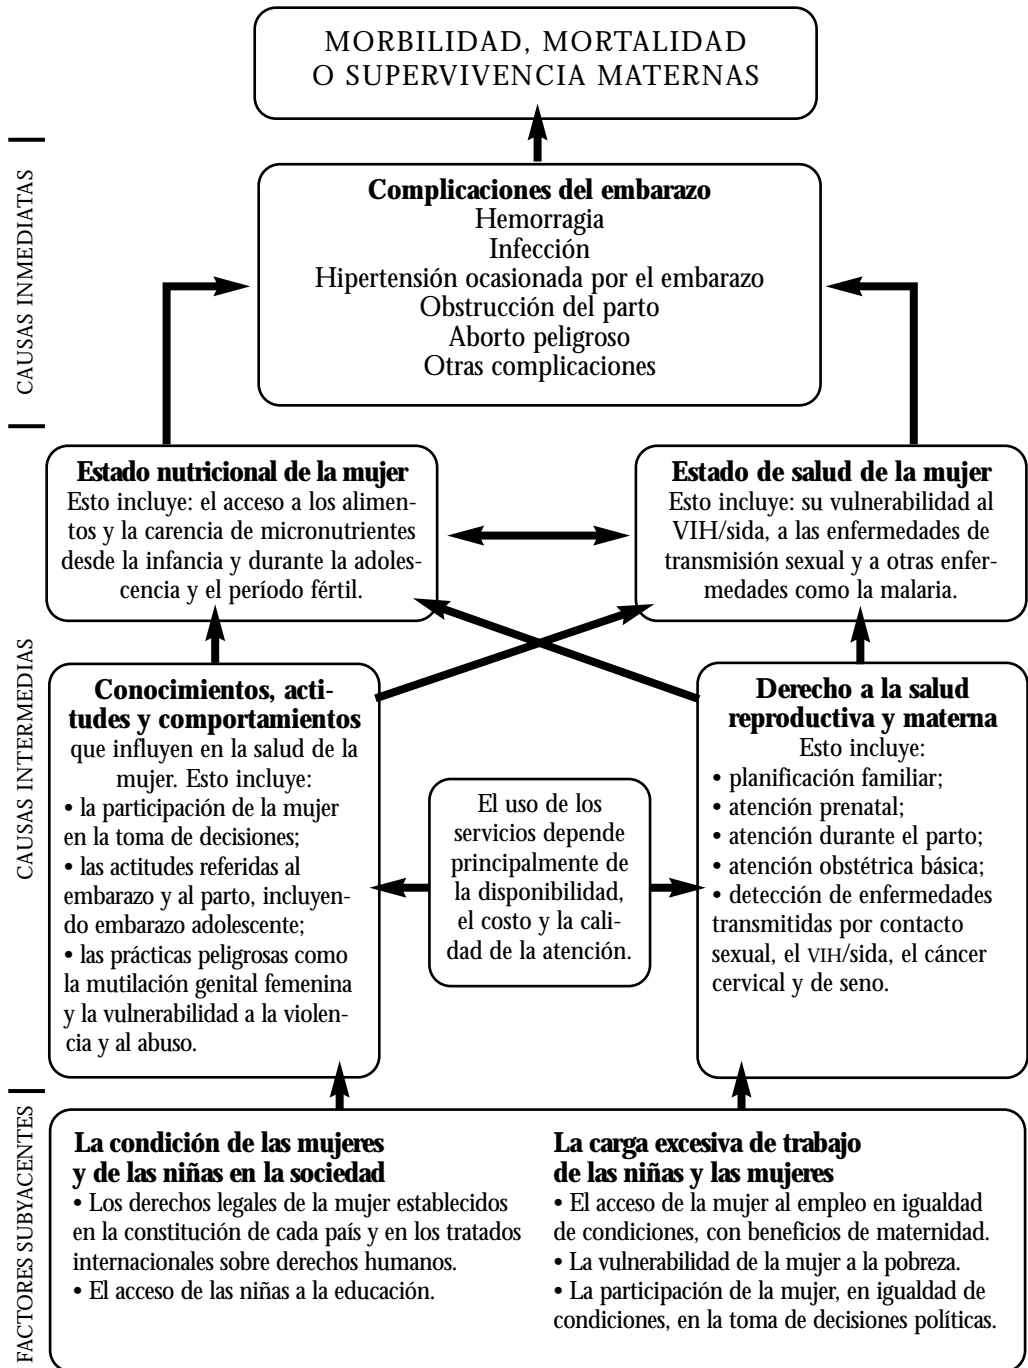 MORBILIDAD, MORTALIDAD
O SUPERVIVENCIA MATERNAS
CAUSAS INMEDIATAS
Complicaciones del embarazo
Hemorragia
Infección
Hipertensión ocasionada por el embarazo
Obstrucción del parto
Aborto peligroso
Otras complicaciones
CAUSAS INTERMEDIAS
Estado nutricional de la mujer
Esto incluye: el acceso a los alimen-
tos y la carencia de micronutrientes
desde la infancia y durante la adoles-
cencia y el período fértil.
Estado de salud de la mujer
Esto incluye: su vulnerabilidad al
VIH/sida, a las enfermedades de
transmisión sexual y a otras enfer-
medades como la malaria.
Conocimientos, acti-
tudes y comportamientos
que influyen en la salud de la
mujer. Esto incluye:
• la participación de la mujer
en la toma de decisiones;
• las actitudes referidas al
embarazo y al parto, incluyen-
do embarazo adolescente;
• las prácticas peligrosas como
la mutilación genital femenina
y la vulnerabilidad a la violen-
cia y al abuso.
El uso de los
servicios depende
principalmente de
la disponibilidad,
el costo y la cali-
dad de la atención.
Derecho a la salud
reproductiva y materna
Esto incluye:
• planificación familiar;
• atención prenatal;
• atención durante el parto;
• atención obstétrica básica;
• detección de enfermedades
transmitidas por contacto
sexual, el VIH/sida, el cáncer
cervical y de seno.
FACTORES SUBYACENTES
La condición de las mujeres
y de las niñas en la sociedad
• Los derechos legales de la mujer establecidos
en la constitución de cada país y en los tratados
internacionales sobre derechos humanos.
• El acceso de las niñas a la educación.
La carga excesiva de trabajo
de las niñas y las mujeres
• El acceso de la mujer al empleo en igualdad
de condiciones, con beneficios de maternidad.
• La vulnerabilidad de la mujer a la pobreza.
• La participación de la mujer, en igualdad de
condiciones, en la toma de decisiones políticas.